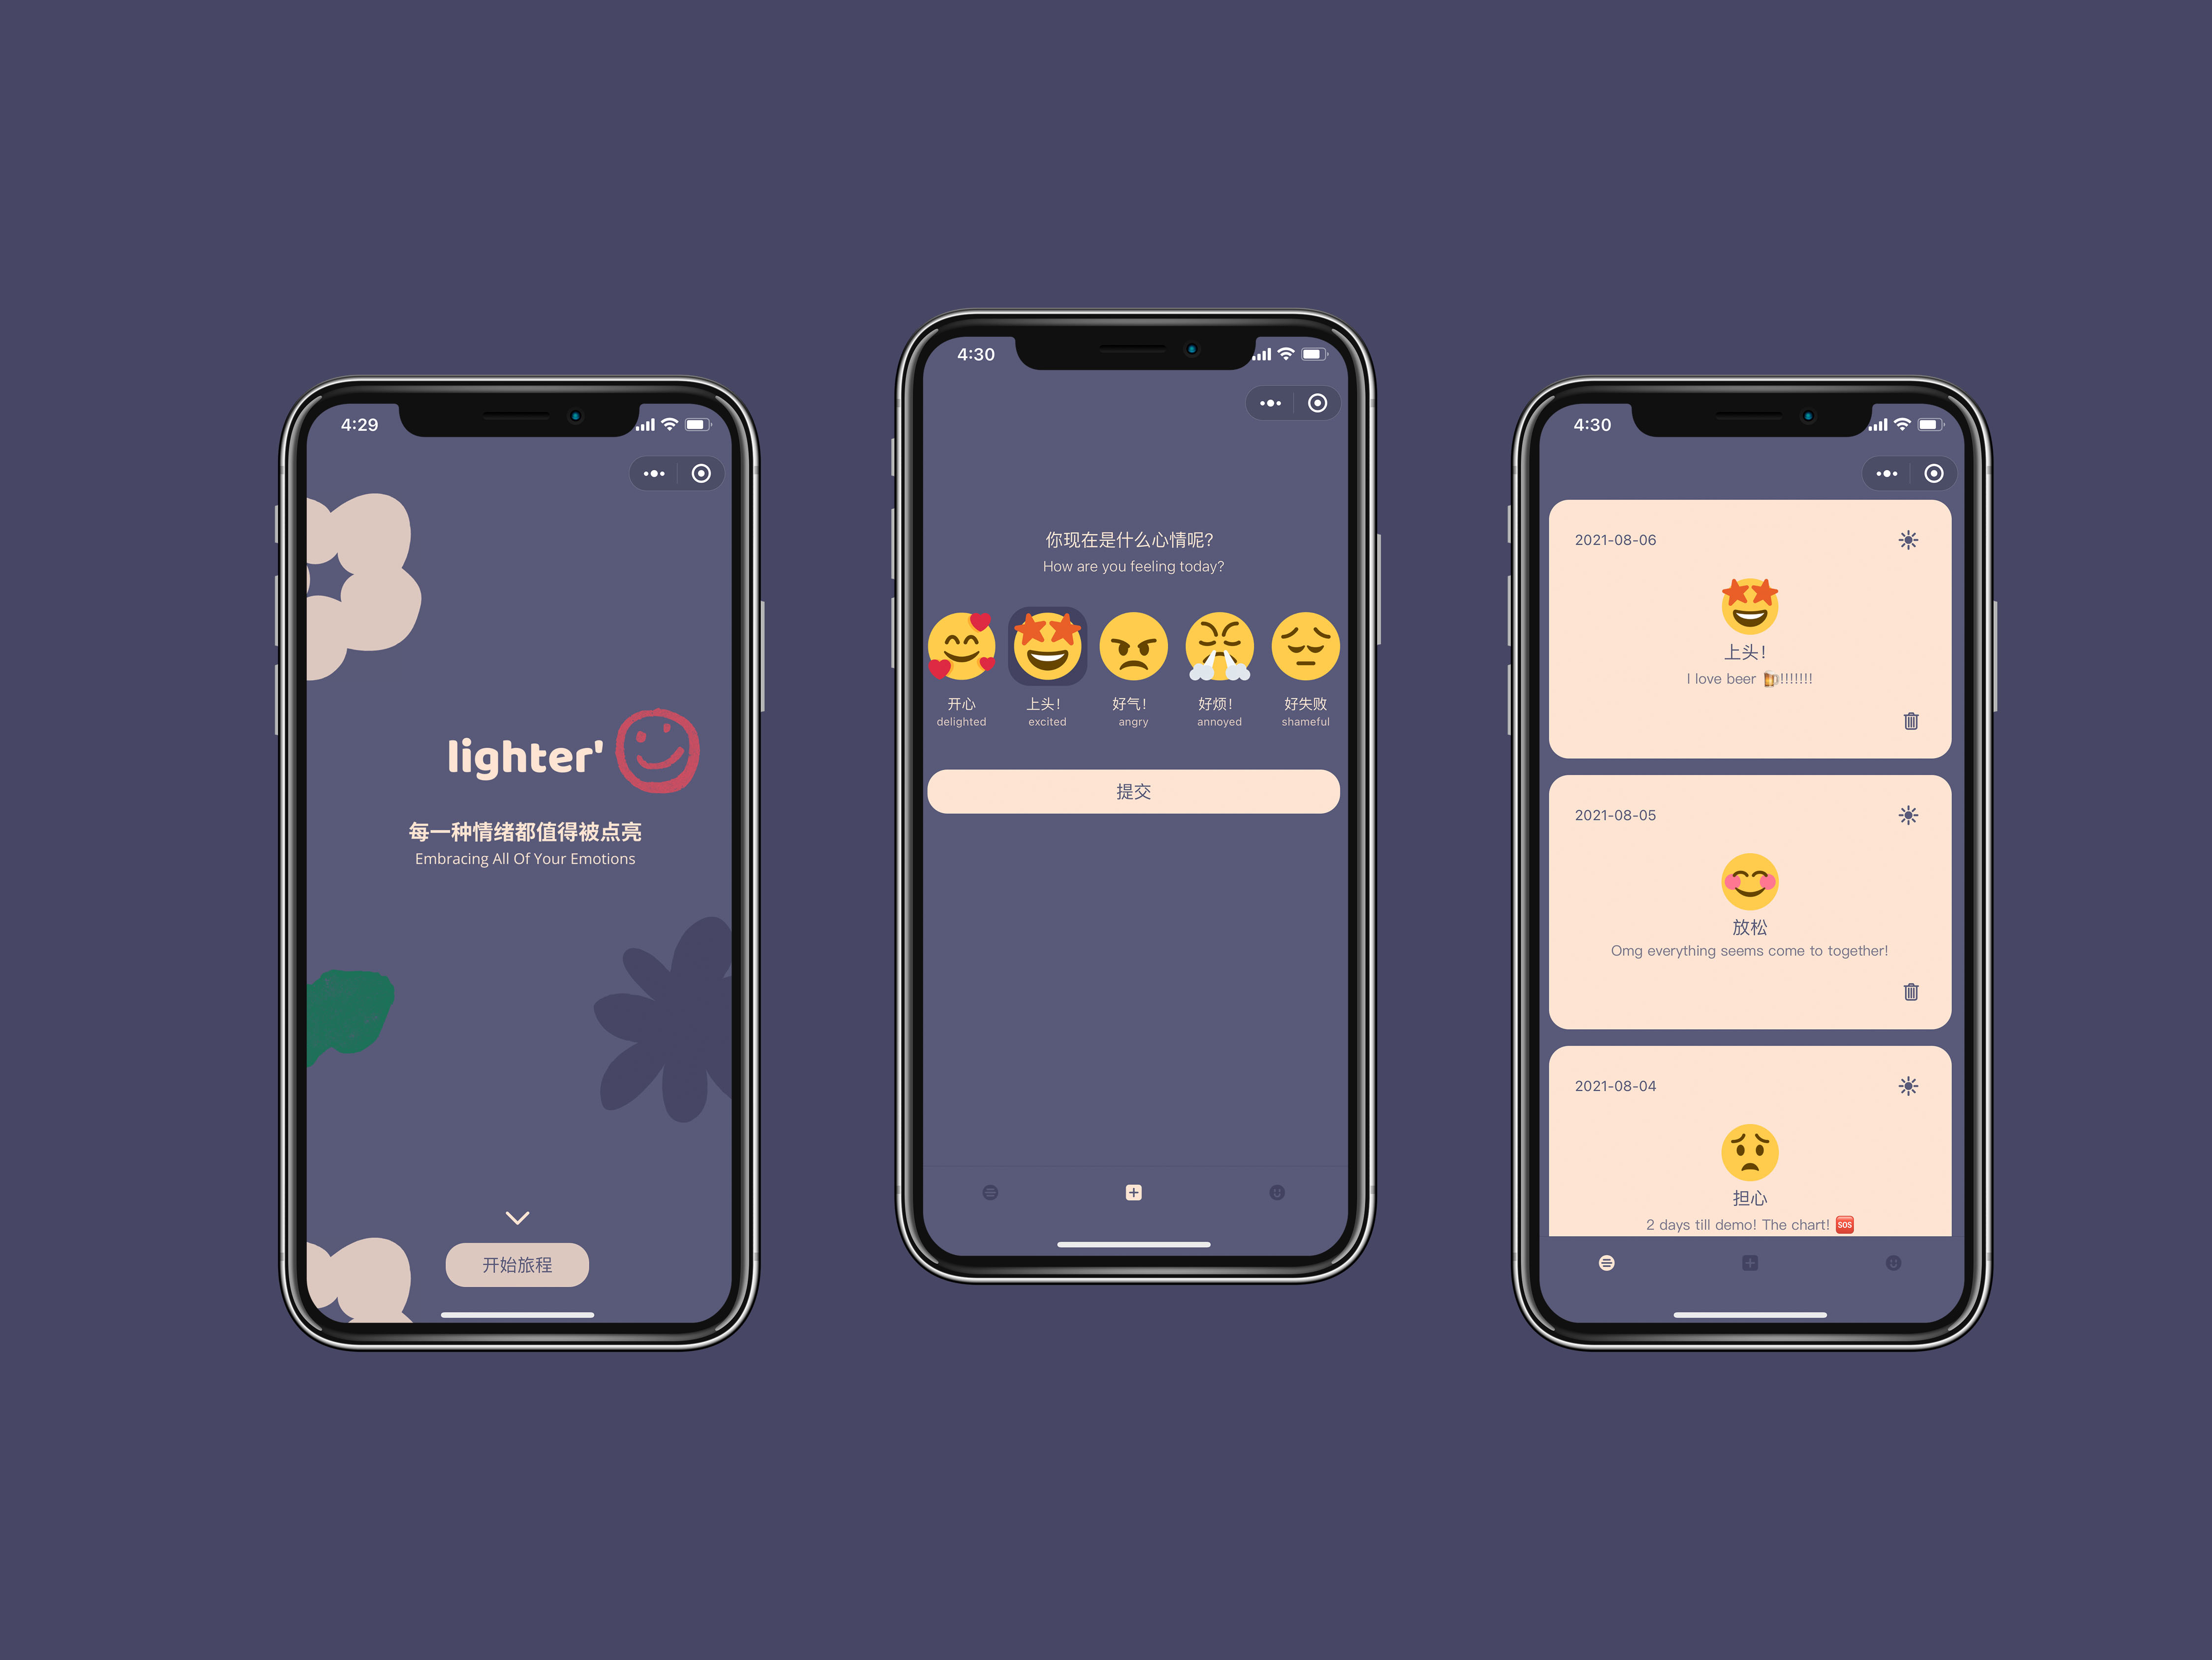 4:29
lighter'
每一种情绪都值得被点亮
Embracing All Of Your Emotions
开始旅程
4:30
你现在是什么心情呢?
How are you feeling today?
开心 上头! 好气! 好烦! 好失败
delighted excited angry annoyed shameful
提交
4:30
2021-08-06
上头!
I love beer 🍺!!!!!!!
2021-08-05
放松
Omg everything seems come to together!
2021-08-04
担心
2 days till demo! The chart! 🆘